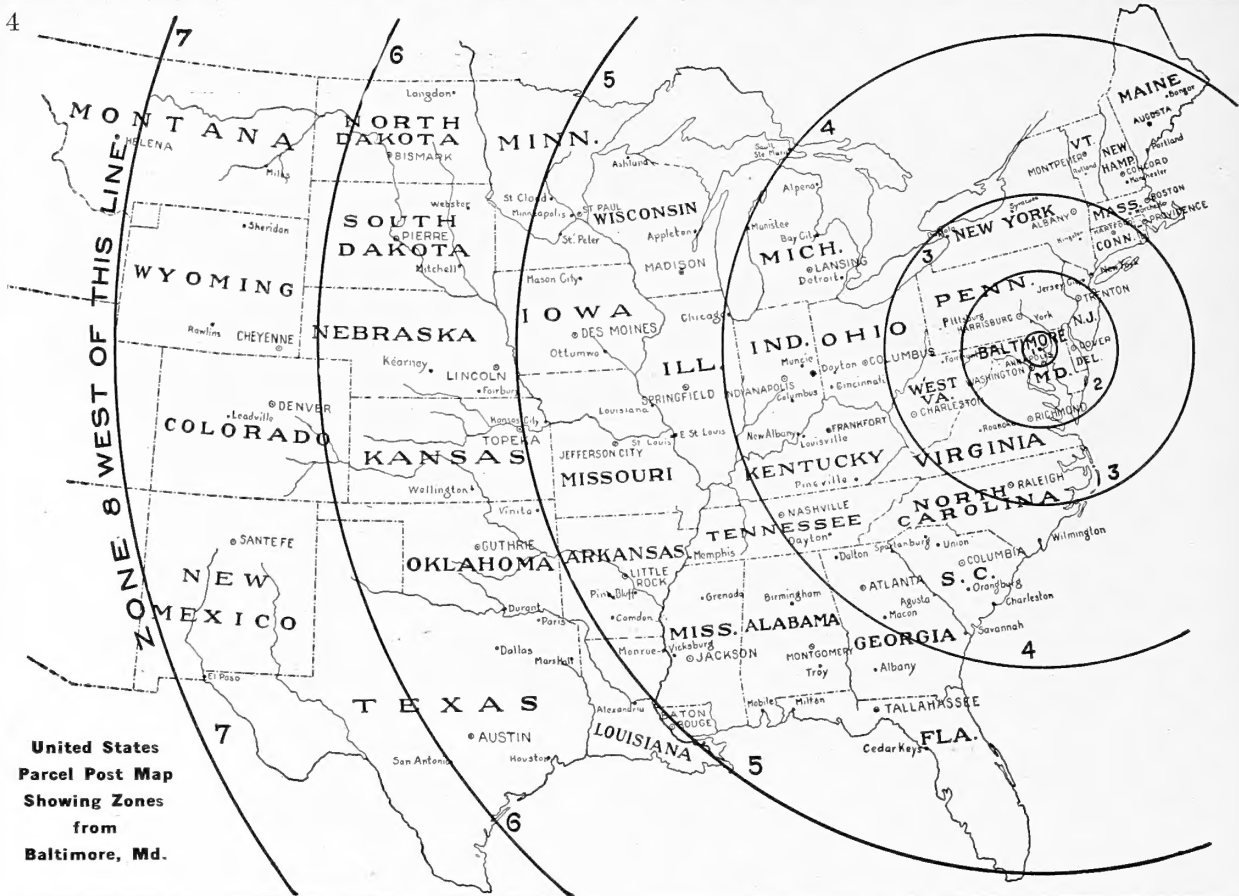 4
7
6
5
4
MONTANA
HELENA
Miles
NORTH
DAKOTA
Langdon
BISMARK
MINN.
St Cloud
Minneapolis
ST PAUL
St. Peter
Ashland
WISCONSIN
Appleton
MADISON
Sault
Ste Marie
Alpena
Munistee
Bay City
MICH.
LANSING
Detroit
MAINE
Bangor
AUGUSTA
Portland
VT.
MONTPELIER
Rutland
NEW
HAMP.
CONCORD
Manchester
MASS.
BOSTON
PROVIDENCE
HARTFORD
CONN.
NEW YORK
Syracuse
ALBANY
Kingston
New York
3
ZONE 8 WEST OF THIS LINE.
WYOMING
Sheridan
Rawlins
CHEYENNE
SOUTH
DAKOTA
Webster
PIERRE
Mitchell
NEBRASKA
Kearney
LINCOLN
Fairbury
IOWA
Mason City
DES MOINES
Ottumwa
ILL.
Chicago
SPRINGFIELD
IND.
Muncie
INDIANAPOLIS
Columbus
OHIO
Dayton
COLUMBUS
Cincinnati
PENN.
Pittsburg
HARRISBURG
York
Jersey City
TRENTON
N.J.
BALTIMORE
ANNAPOLIS
WASHINGTON
MD.
DOVER
DEL.
2
WEST
VA.
CHARLESTON
RICHMOND
Roanoke
VIRGINIA
3
COLORADO
DENVER
Leadville
KANSAS
Kansas City
TOPEKA
Wellington
MISSOURI
Louisiana
St Louis
E St Louis
JEFFERSON CITY
KENTUCKY
New Albany
Louisville
FRANKFORT
Pineville
NEW
MEXICO
SANTEFE
El Paso
OKLAHOMA
Vinita
GUTHRIE
Durant
ARKANSAS
LITTLE
ROCK
Pine Bluff
Camden
TENNESSEE
NASHVILLE
Memphis
Dayton
NORTH
CAROLINA
RALEIGH
Wilmington
S. C.
Spartanburg
Union
COLUMBIA
Orangburg
Charleston
TEXAS
Paris
Dallas
Marshall
AUSTIN
San Antonio
Houston
LOUISIANA
Monroe
Alexandria
BATON
ROUGE
MISS.
Grenada
Vicksburg
JACKSON
ALABAMA
Birmingham
MONTGOMERY
Troy
Mobile
Milton
GEORGIA
Dalton
ATLANTA
Agusta
Macon
Savannah
Albany
4
FLA.
TALLAHASSEE
Cedar Keys
5
6
7
United States
Parcel Post Map
Showing Zones
from
Baltimore, Md.